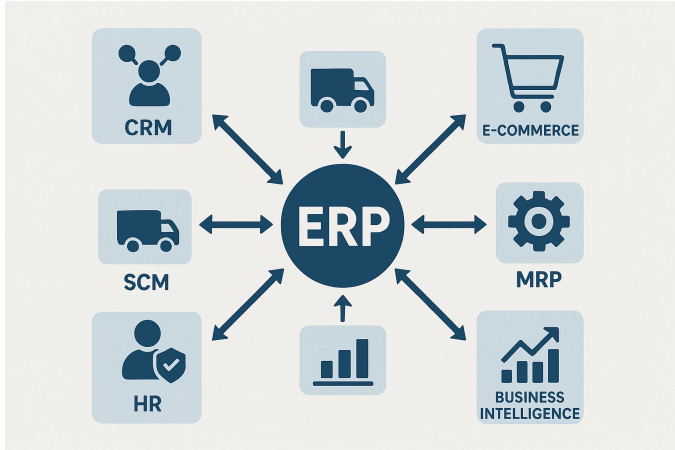 CRM
E-COMMERCE
ERP
SCM
MRP
HR
BUSINESS
INTELLIGENCE